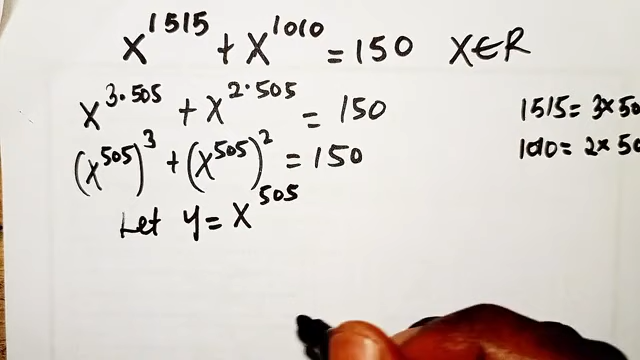 x^1515 + x^1010 = 150 X∈R
x^3·505 + x^2·505 = 150
(x^505)^3 + (x^505)^2 = 150
Let y = x^505
1515 = 3 x 50
1010 = 2 x 50